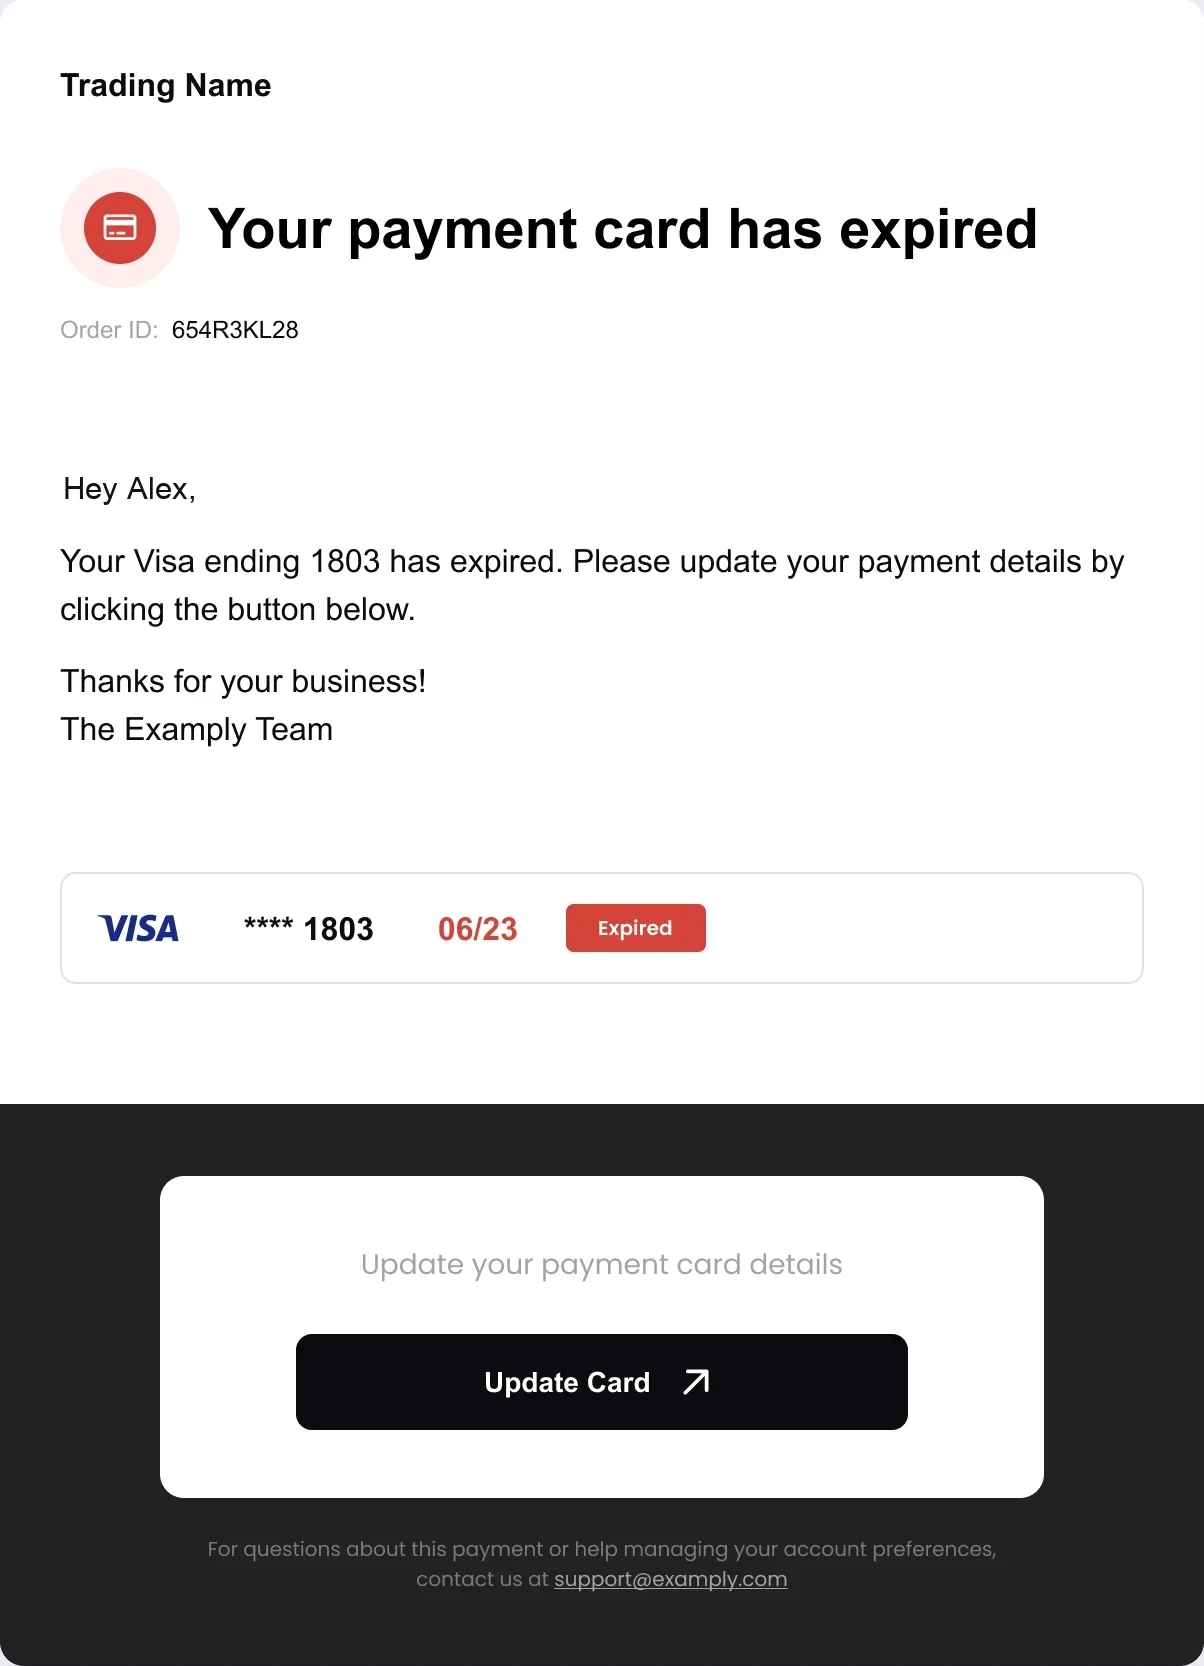 Trading Name
Your payment card has expired
Order ID: 654R3KL28
Hey Alex,
Your Visa ending 1803 has expired. Please update your payment details by
clicking the button below.
Thanks for your business!
The Examply Team
VISA **** 1803 06/23 Expired
Update your payment card details
Update Card
For questions about this payment or help managing your account preferences,
contact us at support@examply.com